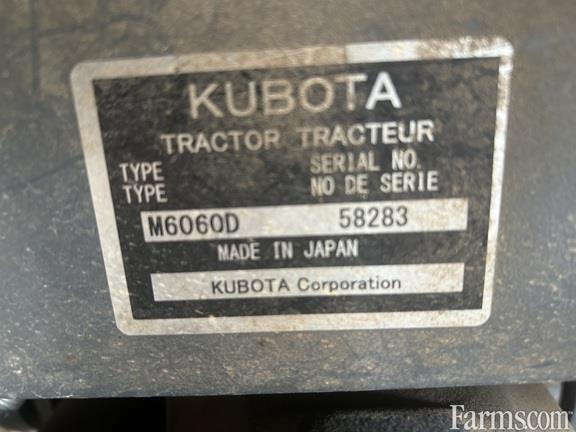 KUBOTA
TRACTOR TRACTEUR
TYPE SERIAL NO.
TYPE NO DE SERIE
M6060D 58283
MADE IN JAPAN
KUBOTA Corporation
Farms.com